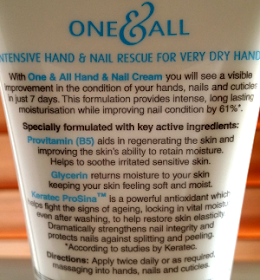 ONE & ALL
INTENSIVE HAND & NAIL RESCUE FOR VERY DRY HAND
With One & All Hand & Nail Cream you will see a visible
improvement in the condition of your hands, nails and cuticles
in just 7 days. This formulation provides intense, long lasting
moisturisation while improving nail condition by 61%*.
Specially formulated with key active ingredients:
Provitamin (B5) aids in regenerating the skin and
improving the skin's ability to retain moisture.
Helps to soothe irritated sensitive skin.
Glycerin returns moisture to your skin
keeping your skin feeling soft and moist.
Keratec ProSina™ is a powerful antioxidant which
helps fight the signs of ageing, locking in vital moistu
even after washing, to help restore skin elasticity
Dramatically strengthens nail integrity and
protects nails against splitting and peeling.
*According to studies by Keratec.
Directions: Apply twice daily or as required,
massaging into hands, nails and cuticles.